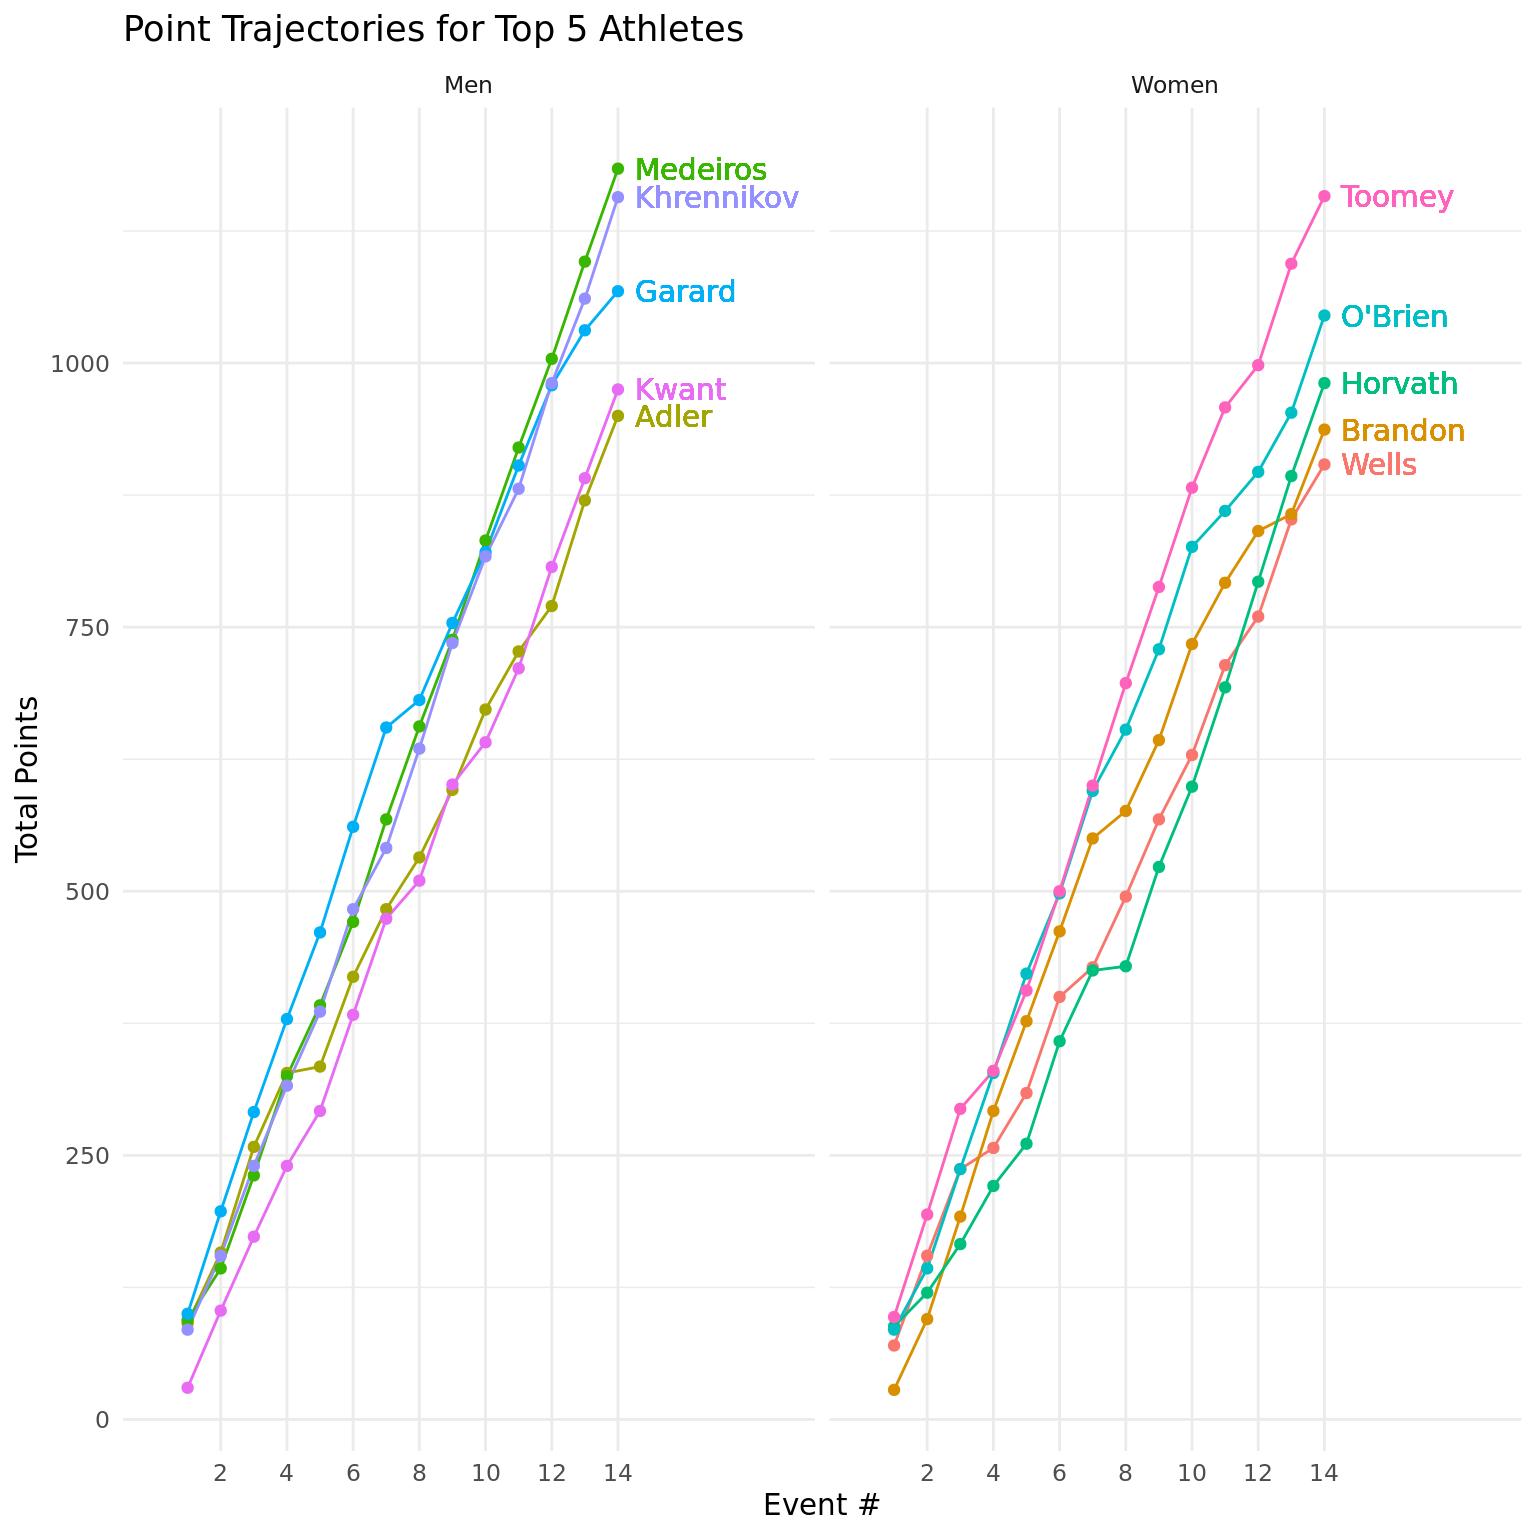 Point Trajectories for Top 5 Athletes
Men
Women
Total Points
1000
750
500
250
0
Medeiros
Khrennikov
Garard
Kwant
Adler
Toomey
O'Brien
Horvath
Brandon
Wells
2 4 6 8 10 12 14
2 4 6 8 10 12 14
Event #